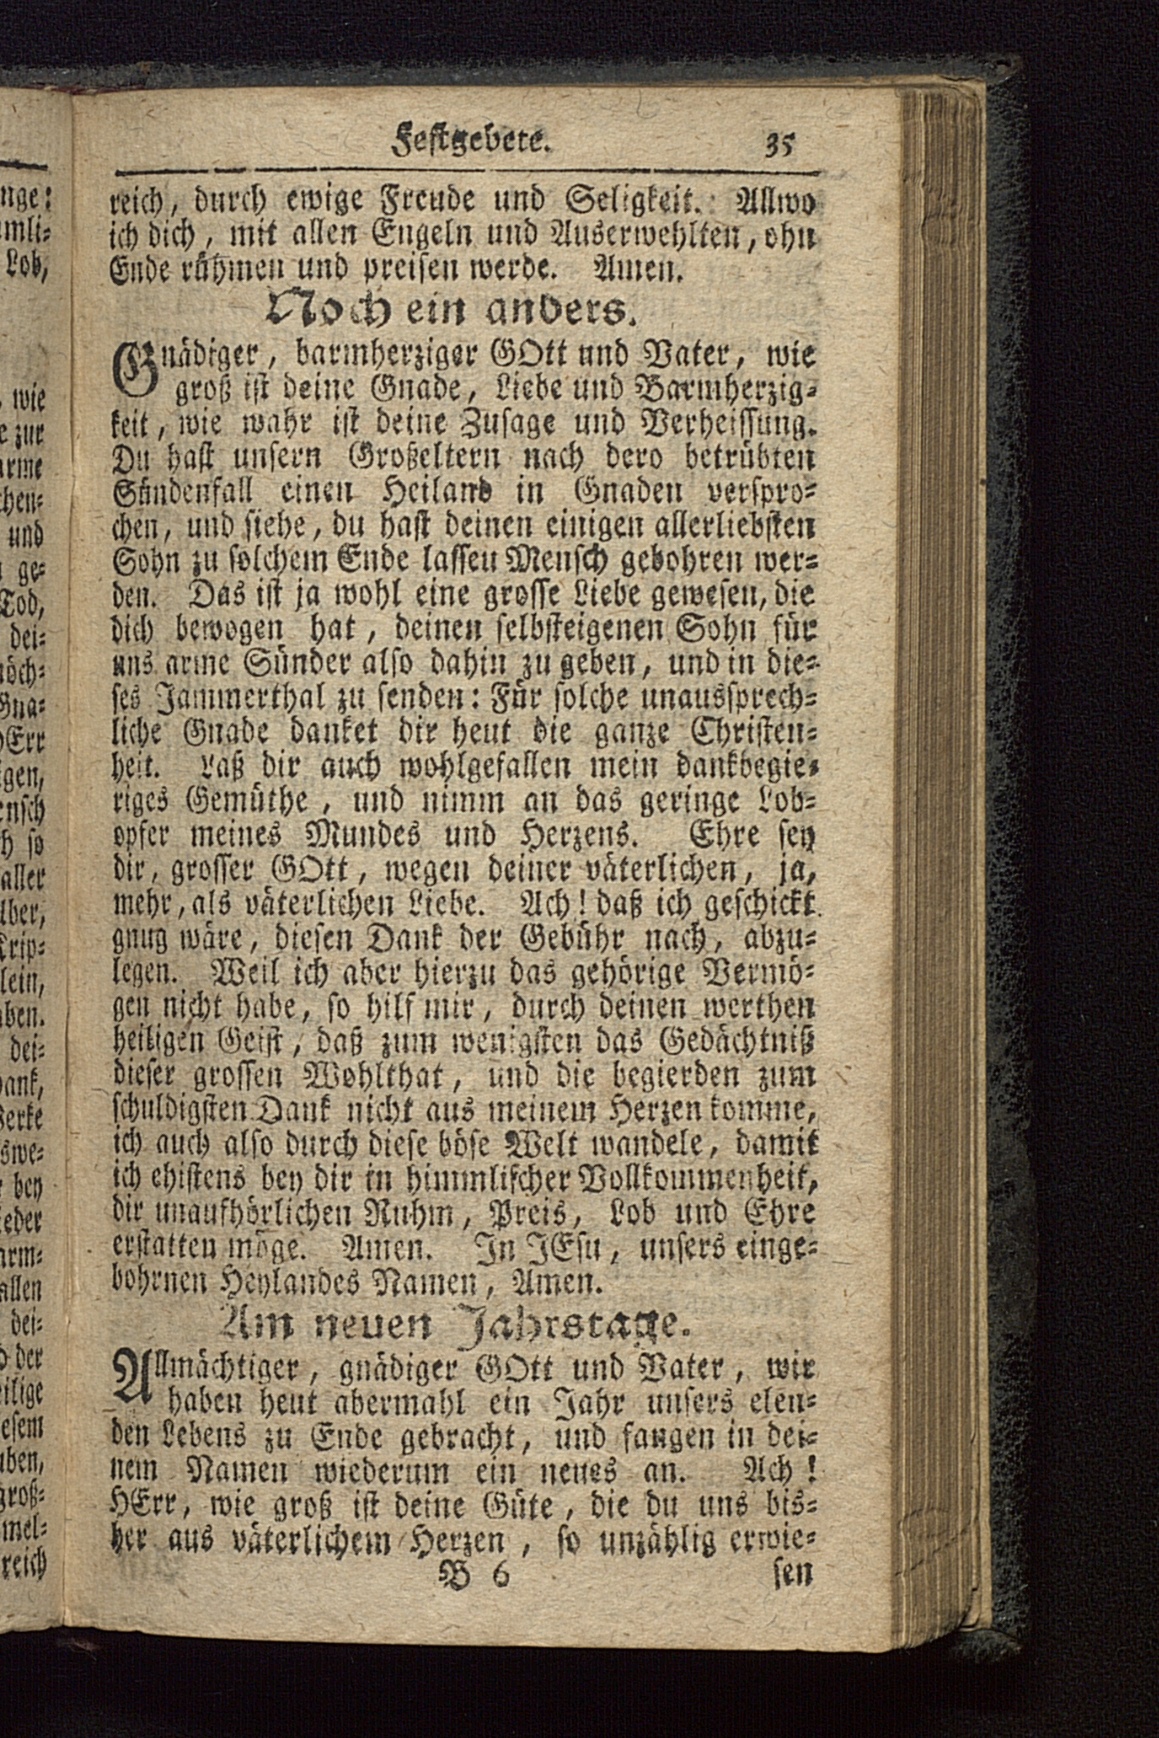 Festgebete. 35
reich, durch ewige Freude und Seligkeit. Allwo
ich dich, mit allen Engeln und Auserwehlten, ohn
Ende rühmen und preisen werde. Amen.
Noch ein anders.
Gnädiger, barmherziger GOtt und Vater, wie
groß ist deine Gnade, Liebe und Barmherzig=
keit, wie wahr ist deine Zusage und Verheissung.
Du hast unsern Großeltern nach dero betrübten
Sündenfall einen Heiland in Gnaden verspro=
chen, und siehe, du hast deinen einigen allerliebsten
Sohn zu solchem Ende lassen Mensch gebohren wer=
den. Das ist ja wohl eine grosse Liebe gewesen, die
dich bewogen hat, deinen selbsteigenen Sohn für
uns arme Sünder also dahin zu geben, und in die=
ses Jammerthal zu senden: Für solche unaussprech=
liche Gnade danket dir heut die ganze Christen=
heit. Laß dir auch wohlgefallen mein dankbegie=
riges Gemüthe, und nimm an das geringe Lob=
opfer meines Mundes und Herzens. Ehre sey
dir, grosser GOtt, wegen deiner väterlichen, ja,
mehr, als väterlichen Liebe. Ach! daß ich geschickt
gnug wäre, diesen Dank der Gebühr nach, abzu=
legen. Weil ich aber hierzu das gehörige Vermö=
gen nicht habe, so hilf mir, durch deinen werthen
heiligen Geist, daß zum wenigsten das Gedächtniß
dieser grossen Wohlthat, und die begierden zum
schuldigsten Dank nicht aus meinem Herzen komme,
ich auch also durch diese böse Welt wandele, damit
ich ehistens bey dir in himmlischer Vollkommenheit,
dir unaufhörlichen Ruhm, Preis, Lob und Ehre
erstatten möge. Amen. In JEsu, unsers einge=
bohrnen Heylandes Namen, Amen.
Am neuen Jahrstage.
Allmächtiger, gnädiger GOtt und Vater, wir
haben heut abermahl ein Jahr unsers elen=
den Lebens zu Ende gebracht, und fangen in dei=
nem Namen wiederum ein neues an. Ach!
HErr, wie groß ist deine Güte, die du uns bis=
her aus väterlichem Herzen, so unzählig erwie=
B 6 sen